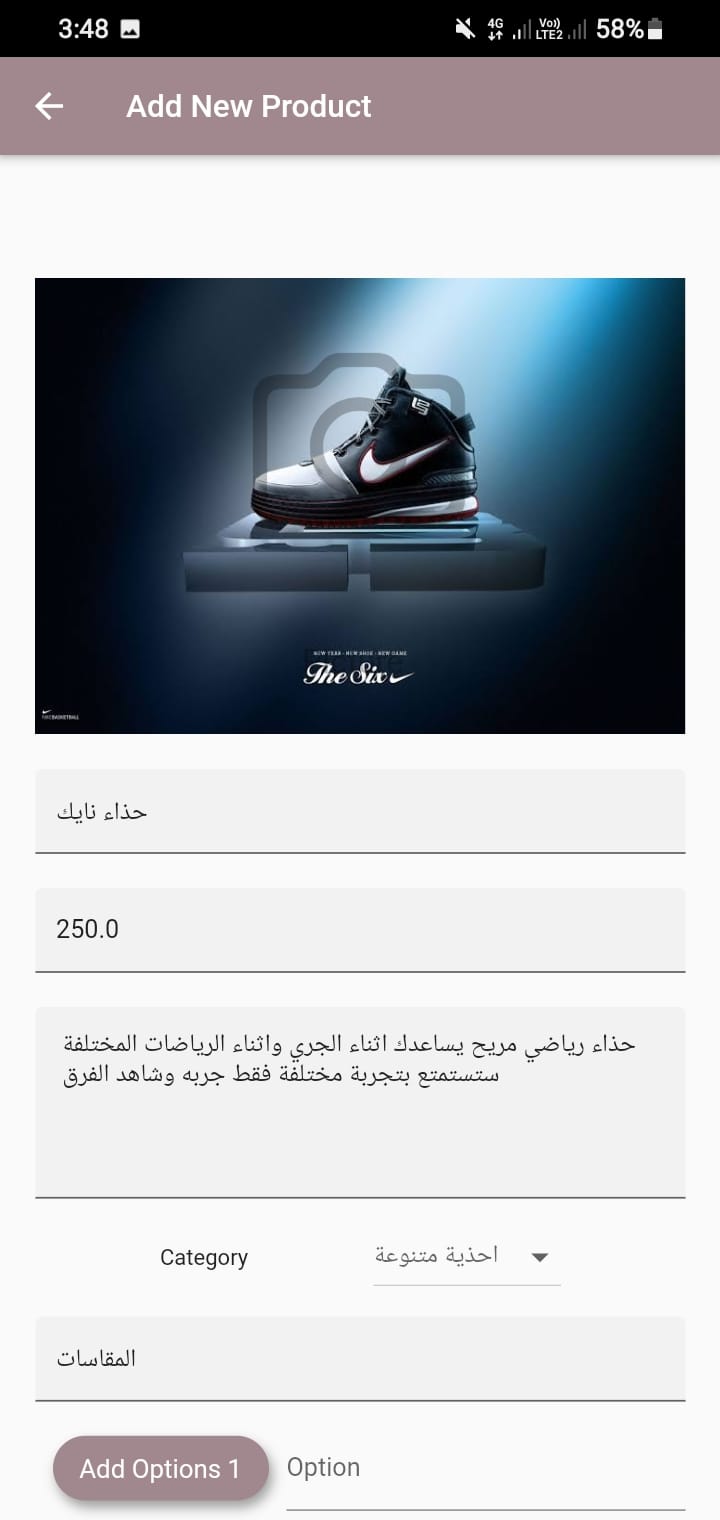 3:48
4G
Vo))
LTE2
58%
Add New Product
NEW YEAR - NEW SHOE - NEW GAME
The Six
NIKEBASKETBALL
حذاء نايك
250.0
حذاء رياضي مريح يساعدك اثناء الجري واثناء الرياضات المختلفة
ستستمتع بتجربة مختلفة فقط جربه وشاهد الفرق
Category
احذية متنوعة
المقاسات
Add Options 1
Option